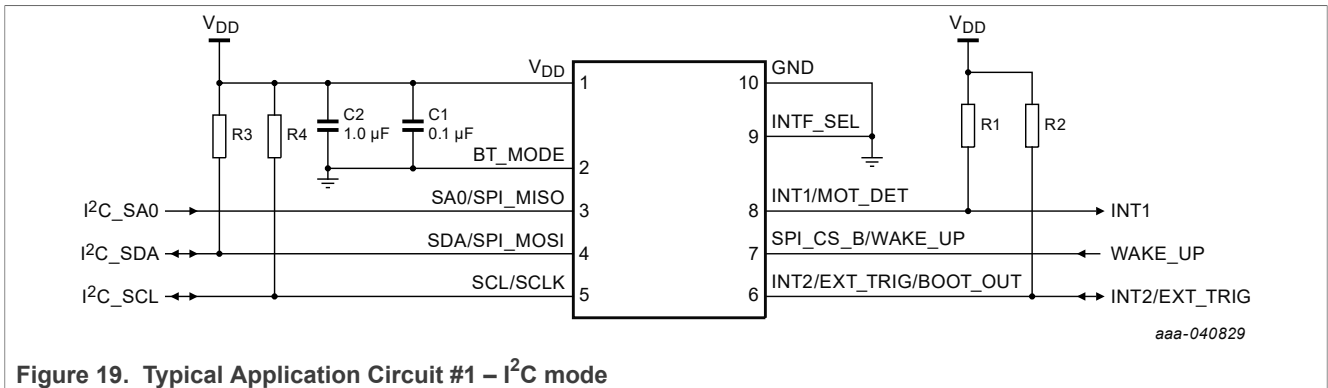 VDD
VDD
VDD
GND
1
10
C2
1.0 µF
C1
0.1 µF
R3
R4
R1
R2
INTF_SEL
9
BT_MODE
2
I2C_SA0
SA0/SPI_MISO
3
8
INT1/MOT_DET
INT1
I2C_SDA
SDA/SPI_MOSI
4
7
SPI_CS_B/WAKE_UP
WAKE_UP
I2C_SCL
SCL/SCLK
5
6
INT2/EXT_TRIG/BOOT_OUT
INT2/EXT_TRIG
aaa-040829
Figure 19. Typical Application Circuit #1 – I2C mode